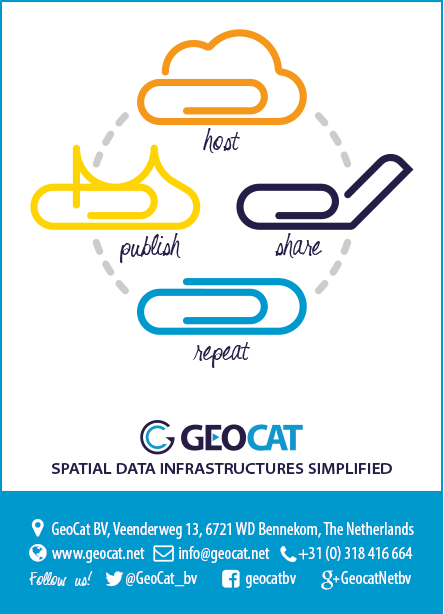 host
publish
share
repeat
GEOCAT
SPATIAL DATA INFRASTRUCTURES SIMPLIFIED
GeoCat BV, Veenderweg 13, 6721 WD Bennekom, The Netherlands
www.geocat.net info@geocat.net +31 (0) 318 416 664
Follow us! @GeoCat_bv geocatbv g+ +GeocatNetbv